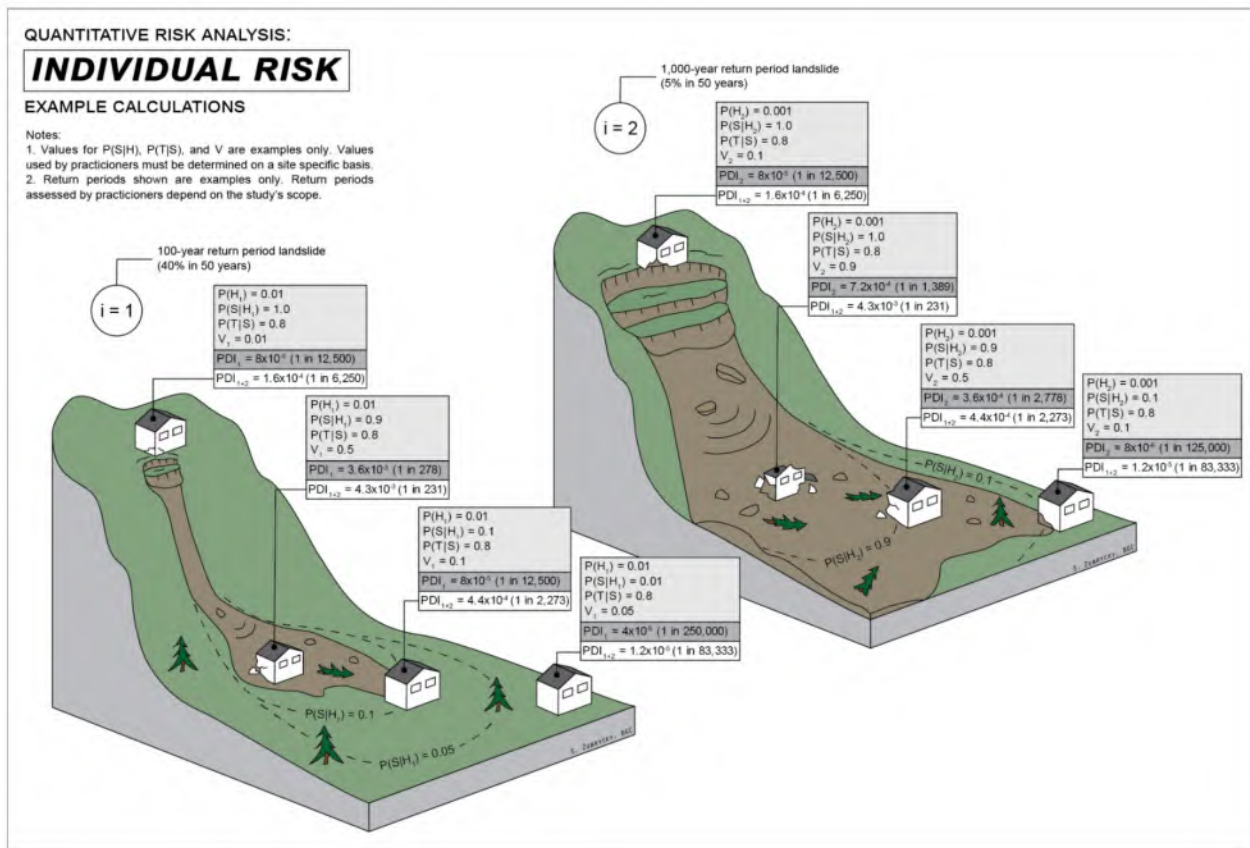 QUANTITATIVE RISK ANALYSIS:
INDIVIDUAL RISK
EXAMPLE CALCULATIONS
Notes:
1. Values for P(S|H), P(T|S), and V are examples only. Values
used by practicioners must be determined on a site specific basis.
2. Return periods shown are examples only. Return periods
assessed by practicioners depend on the study's scope.
100-year return period landslide
(40% in 50 years)
i = 1
P(H₁) = 0.01
P(S|H₁) = 1.0
P(T|S) = 0.8
V₁ = 0.01
PDI₁ = 8x10⁻⁵ (1 in 12,500)
PDI₁₊₂ = 1.6x10⁻⁴ (1 in 6,250)
P(H₁) = 0.01
P(S|H₁) = 0.9
P(T|S) = 0.8
V₁ = 0.5
PDI₁ = 3.6x10⁻³ (1 in 278)
PDI₁₊₂ = 4.3x10⁻³ (1 in 231)
P(H₁) = 0.01
P(S|H₁) = 0.1
P(T|S) = 0.8
V₁ = 0.1
PDI₁ = 8x10⁻⁵ (1 in 12,500)
PDI₁₊₂ = 4.4x10⁻⁴ (1 in 2,273)
P(H₁) = 0.01
P(S|H₁) = 0.01
P(T|S) = 0.8
V₁ = 0.05
PDI₁ = 4x10⁻⁶ (1 in 250,000)
PDI₁₊₂ = 1.2x10⁻⁵ (1 in 83,333)
P(S|H₁) = 0.1
P(S|H₁) = 0.05
1,000-year return period landslide
(5% in 50 years)
i = 2
P(H₂) = 0.001
P(S|H₂) = 1.0
P(T|S) = 0.8
V₂ = 0.1
PDI₂ = 8x10⁻⁵ (1 in 12,500)
PDI₁₊₂ = 1.6x10⁻⁴ (1 in 6,250)
P(H₂) = 0.001
P(S|H₂) = 1.0
P(T|S) = 0.8
V₂ = 0.9
PDI₂ = 7.2x10⁻⁴ (1 in 1,389)
PDI₁₊₂ = 4.3x10⁻³ (1 in 231)
P(H₂) = 0.001
P(S|H₂) = 0.9
P(T|S) = 0.8
V₂ = 0.5
PDI₂ = 3.6x10⁻⁴ (1 in 2,778)
PDI₁₊₂ = 4.4x10⁻⁴ (1 in 2,273)
P(H₂) = 0.001
P(S|H₂) = 0.1
P(T|S) = 0.8
V₂ = 0.1
PDI₂ = 8x10⁻⁶ (1 in 125,000)
PDI₁₊₂ = 1.2x10⁻⁵ (1 in 83,333)
P(S|H₂) = 0.1
P(S|H₂) = 0.9